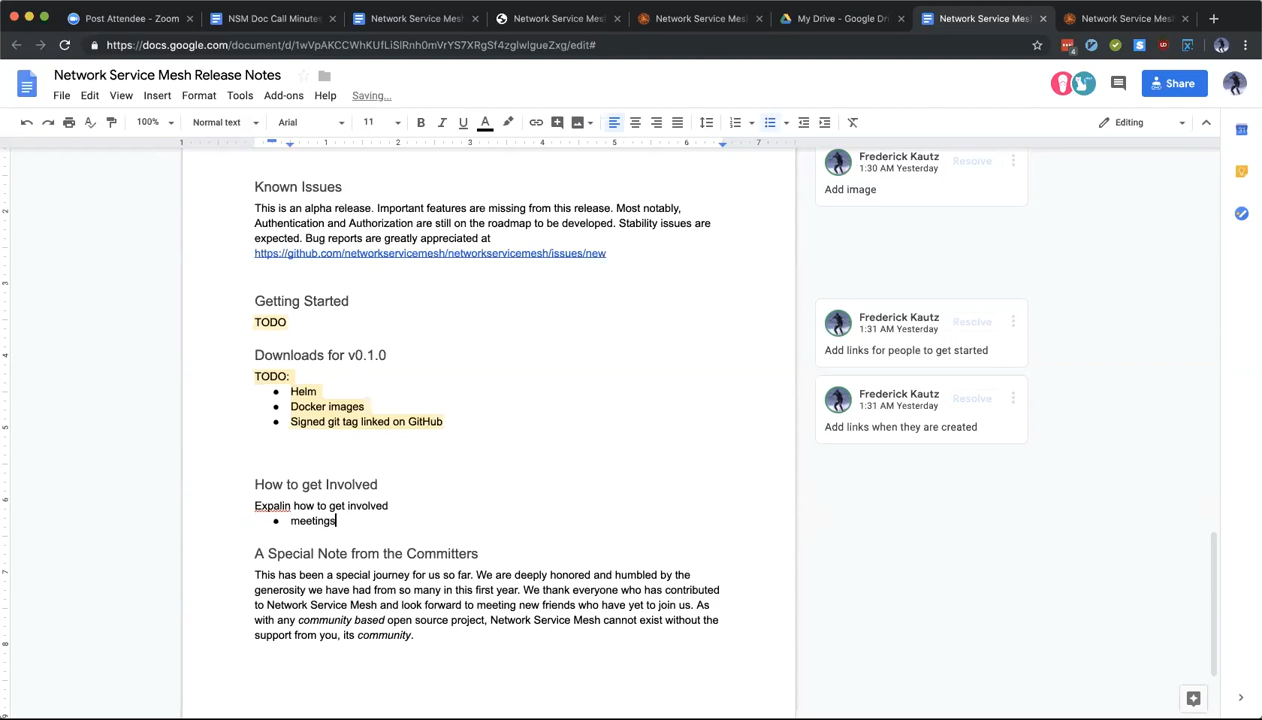 Post Attendee - Zoom
NSM Doc Call Minutes
Network Service Mesh
Network Service Mesh
Network Service Mes
My Drive - Google Dr
Network Service Mes
Network Service Mes
https://docs.google.com/document/d/1wVpAKCCWhKUfLiSlRnh0mVrYS7XRgSf4zglwlgueZxg/edit#
Network Service Mesh Release Notes
File Edit View Insert Format Tools Add-ons Help Saving...
Share
100% Normal text Arial 11 B I U A Editing
1 1 2 3 4 5 6 7
Known Issues
This is an alpha release. Important features are missing from this release. Most notably,
Authentication and Authorization are still on the roadmap to be developed. Stability issues are
expected. Bug reports are greatly appreciated at
https://github.com/networkservicemesh/networkservicemesh/issues/new
Getting Started
TODO
Downloads for v0.1.0
TODO:
● Helm
● Docker images
● Signed git tag linked on GitHub
How to get Involved
Expalin how to get involved
● meetings
A Special Note from the Committers
This has been a special journey for us so far. We are deeply honored and humbled by the
generosity we have had from so many in this first year. We thank everyone who has contributed
to Network Service Mesh and look forward to meeting new friends who have yet to join us. As
with any community based open source project, Network Service Mesh cannot exist without the
support from you, its community.
Frederick Kautz
1:30 AM Yesterday
Resolve
Add image
Frederick Kautz
1:31 AM Yesterday
Resolve
Add links for people to get started
Frederick Kautz
1:31 AM Yesterday
Resolve
Add links when they are created